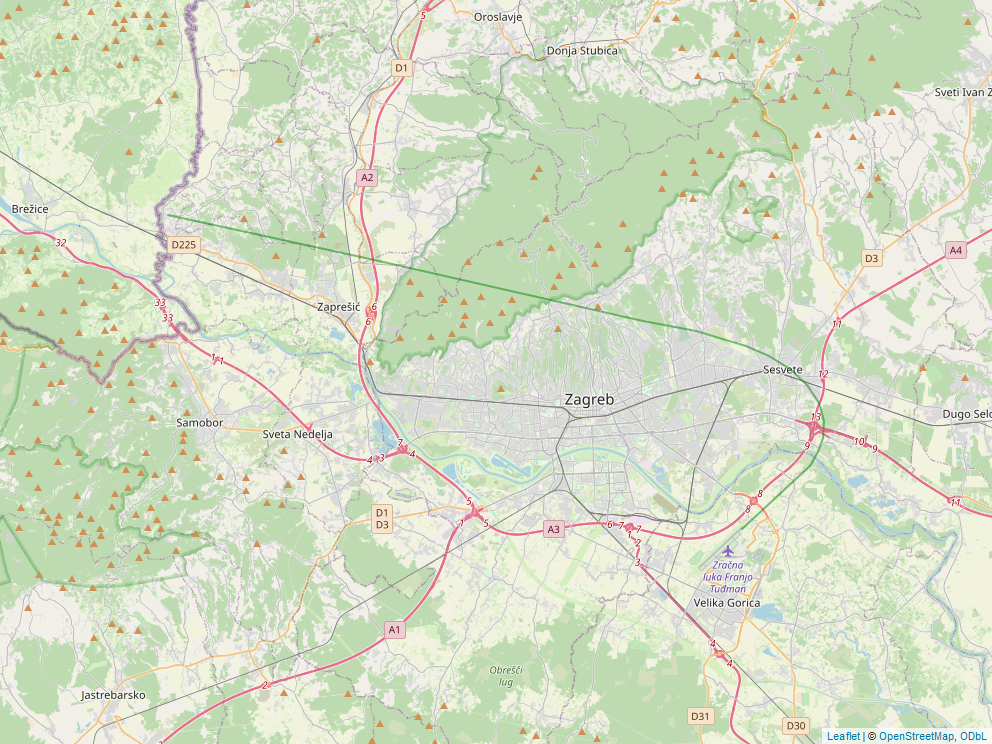 5
Oroslavje
Donja Stubica
D1
Sveti Ivan Z
A2
Brežice
32
D225
D3
A4
33
33
Zaprešić
6
6
11
1
1
Sesvete
12
Zagreb
Samobor
Sveta Nedelja
Dugo Selo
13
7
4
3
4
9
10
9
5
1
5
D1
D3
A3
6
7
7
1
2
3
8
8
11
Zračna
luka Franjo
Tuđman
Velika Gorica
A1
4
4
Obrešći
lug
2
Jastrebarsko
D31
D30
Leaflet | © OpenStreetMap, ODbL